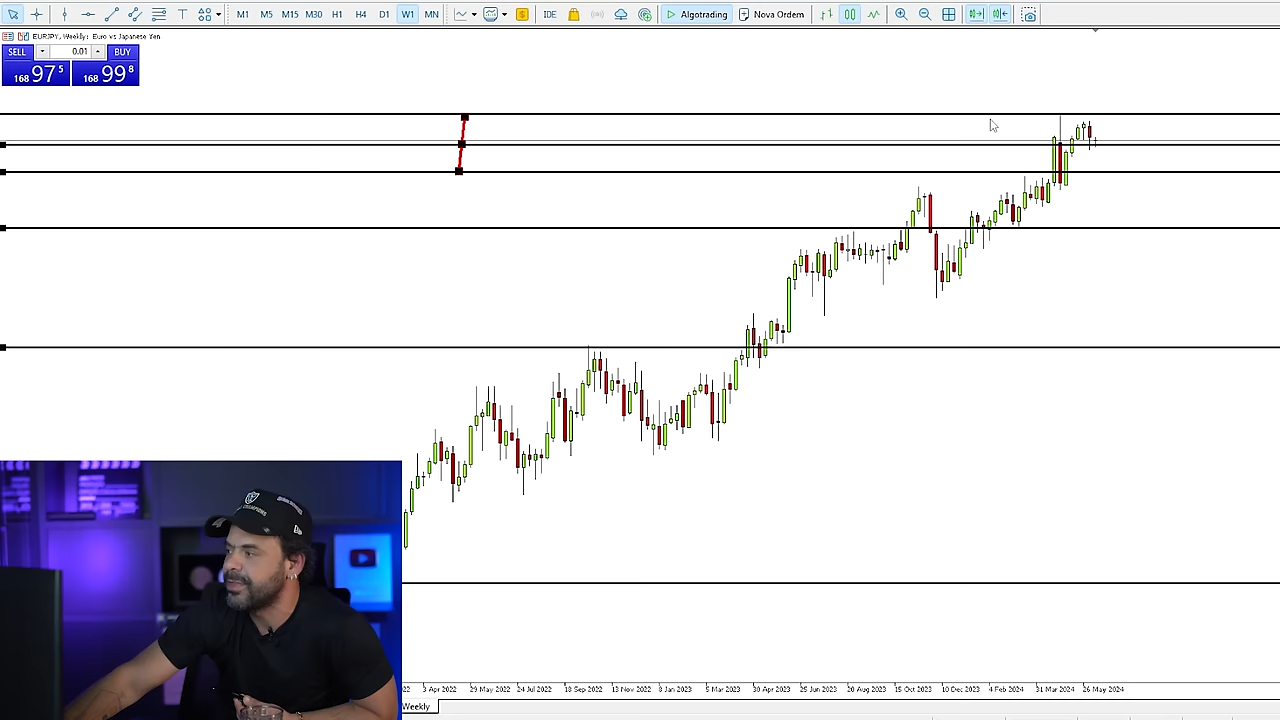 M1 M5 M15 M30 H1 H4 D1 W1 MN IDE Algotrading Nova Ordem
EURJPY, Weekly: Euro vs Japanese Yen
SELL 0.01 BUY
168 97 5 168 99 8
CHAMPIONS
22 3 Apr 2022 29 May 2022 24 Jul 2022 18 Sep 2022 13 Nov 2022 8 Jan 2023 5 Mar 2023 30 Apr 2023 25 Jun 2023 20 Aug 2023 15 Oct 2023 10 Dec 2023 4 Feb 2024 31 Mar 2024 26 May 2024
Weekly